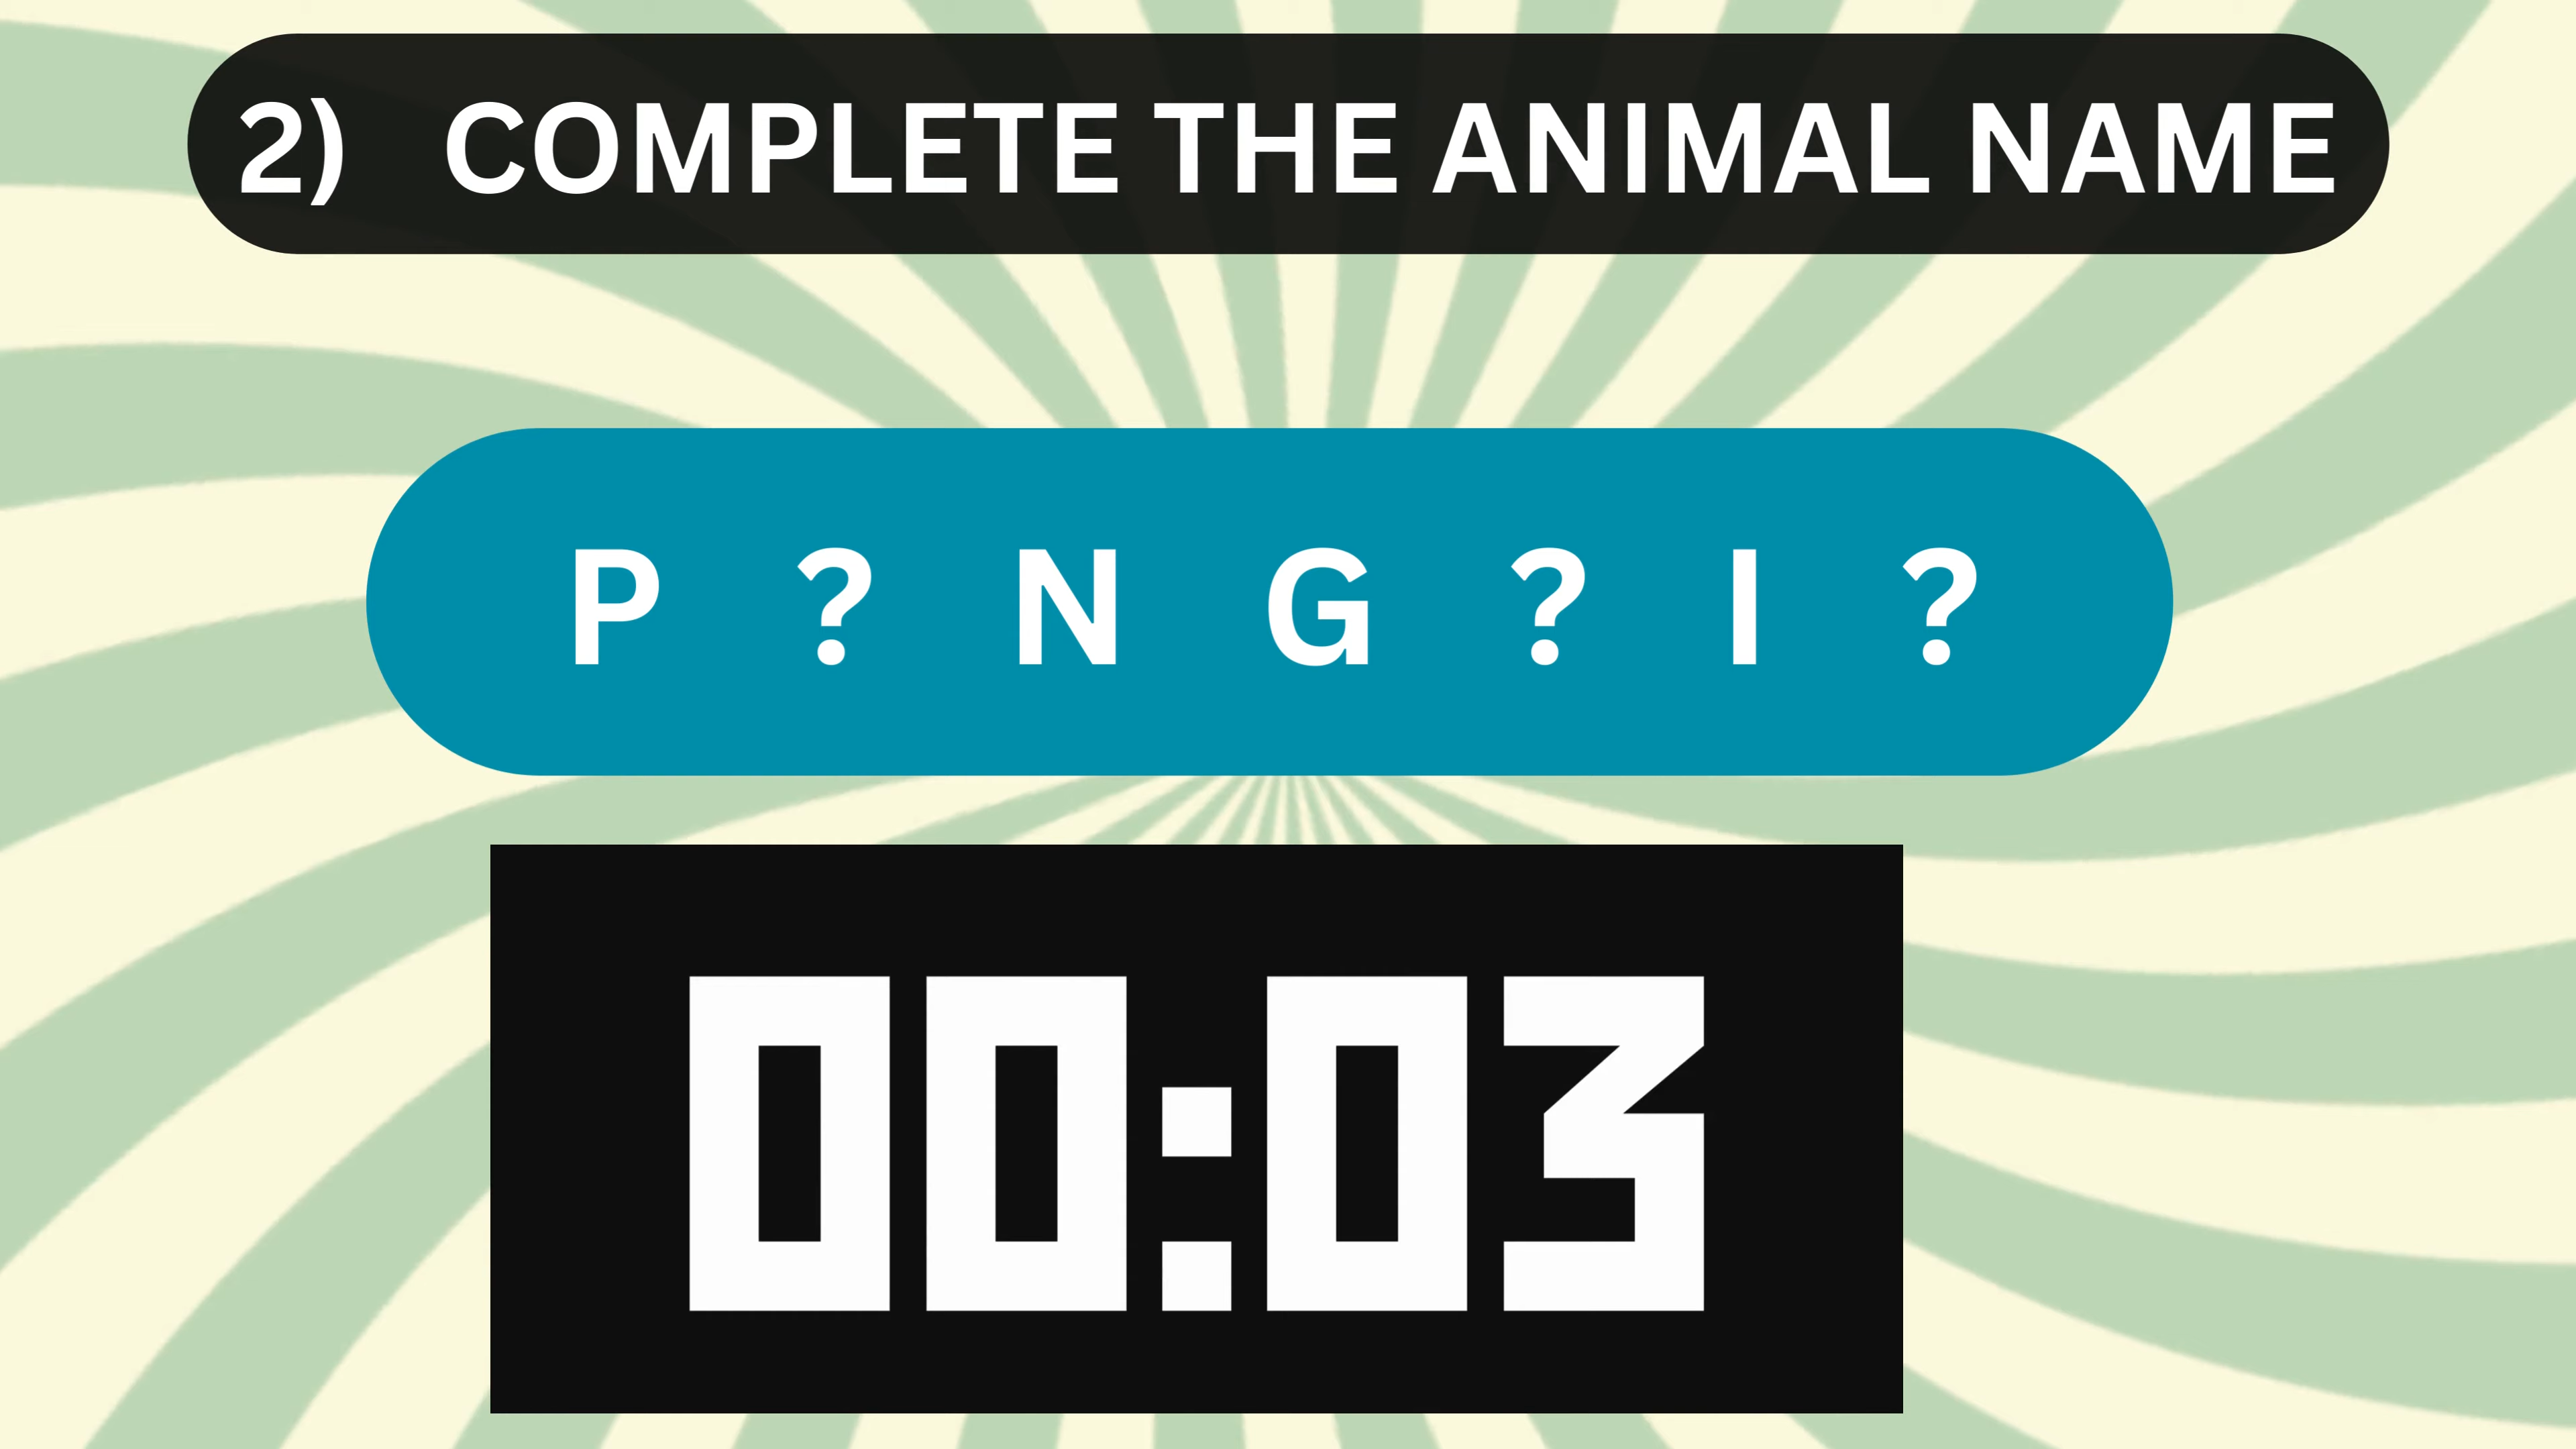 2) COMPLETE THE ANIMAL NAME
P ? N G ? I ?
00:03